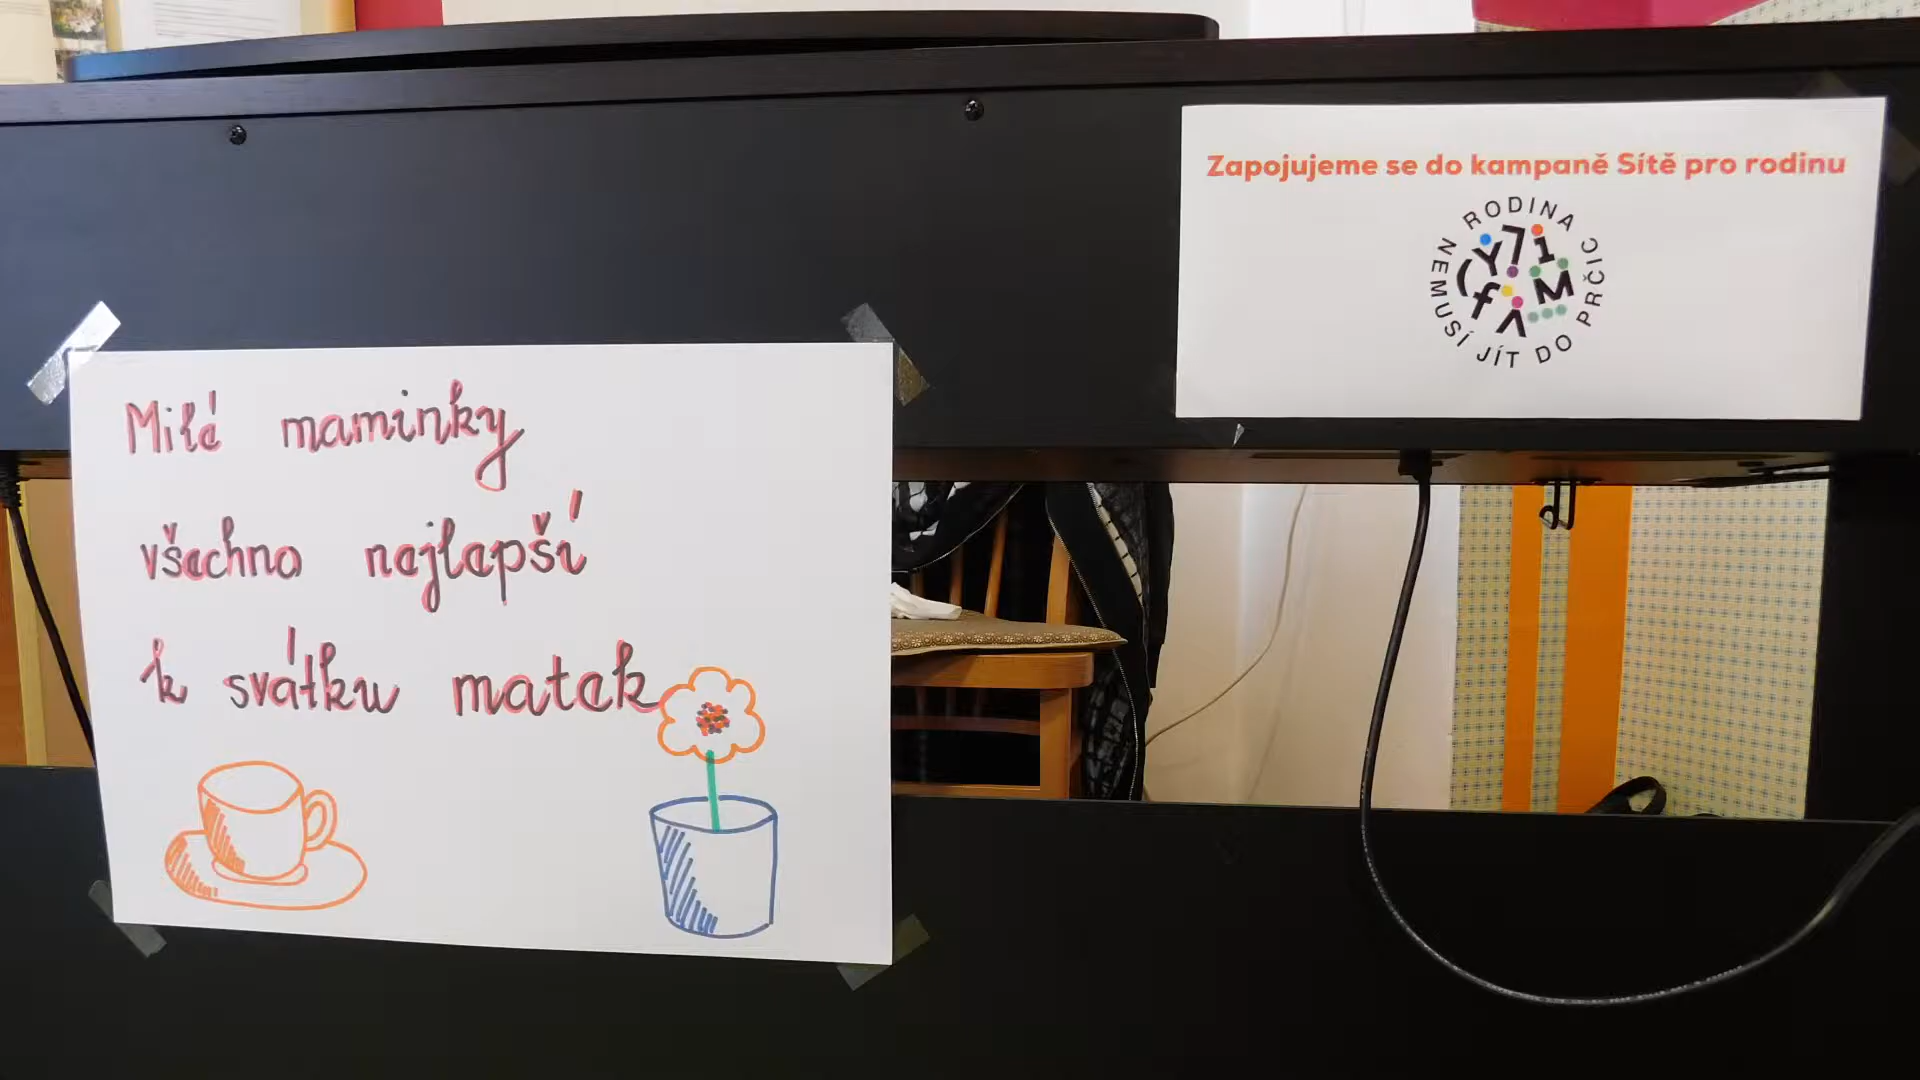 Milé maminky
všechno nejlepší
k svátku matek
Zapojujeme se do kampaně Sítě pro rodinu
RODINA
NEMUSÍ JÍT DO PRČIC